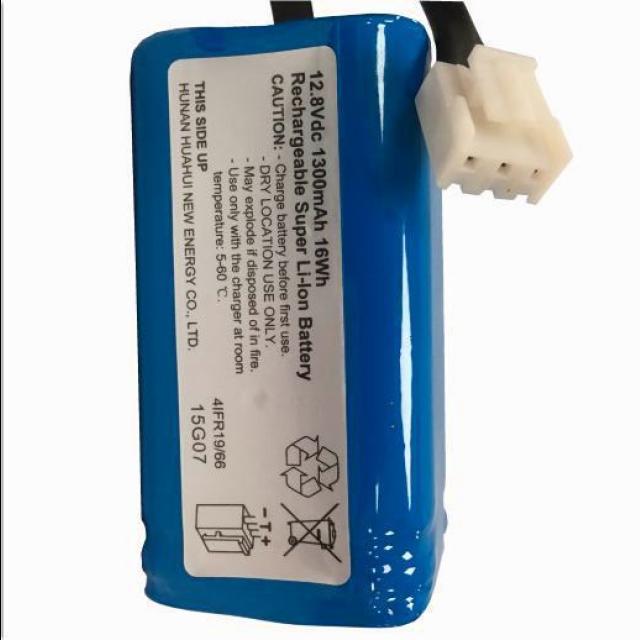 12.8Vdc 1300mAh 16Wh
Rechargeable Super Li-Ion Battery
CAUTION: - Charge battery before first use.
- DRY LOCATION USE ONLY.
- May explode if disposed of in fire.
- Use only with the charger at room
temperature: 5-60 ℃.
THIS SIDE UP
HUNAN HUAHUI NEW ENERGY CO., LTD.
4IFR19/66
15G07
- T +